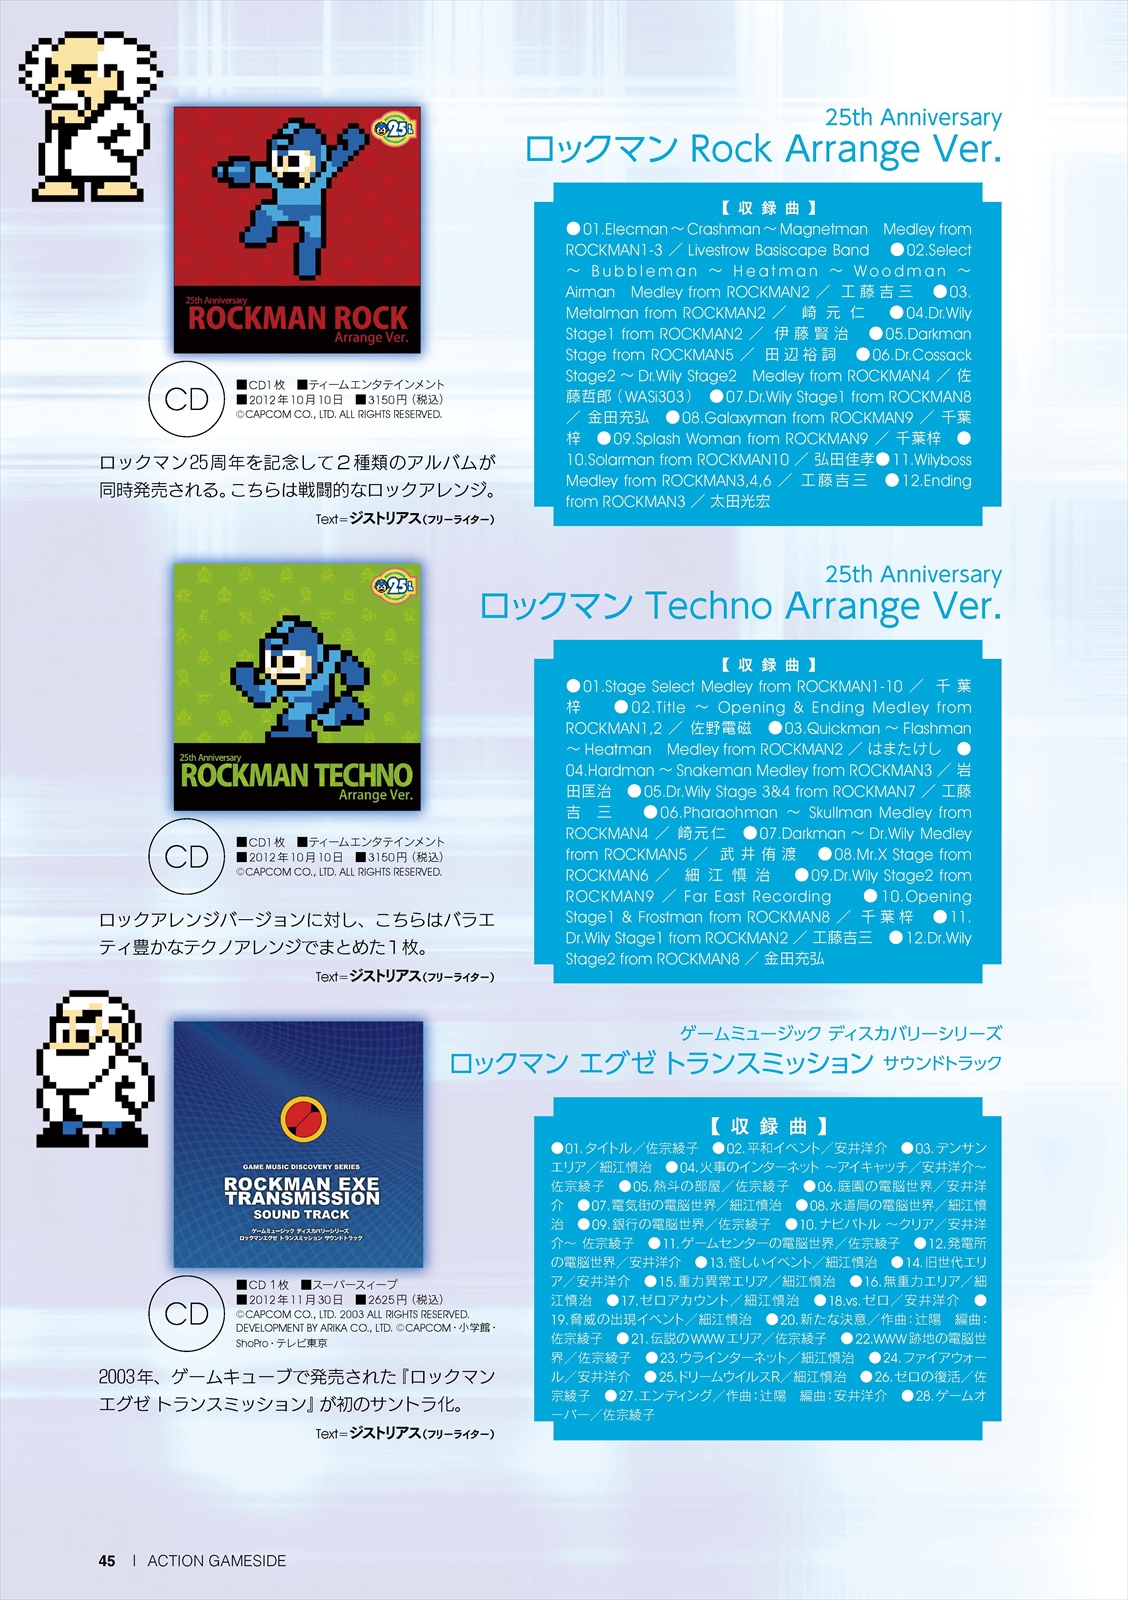 25th Anniversary
ロックマン Rock Arrange Ver.
25th Anniversary
ROCKMAN ROCK
Arrange Ver.
CD
■CD1枚　■ティームエンタテインメント
■2012年10月10日　■3150円（税込）
©CAPCOM CO., LTD. ALL RIGHTS RESERVED.
ロックマン25周年を記念して２種類のアルバムが
同時発売される。こちらは戦闘的なロックアレンジ。
Text=ジストリアス（フリーライター）
【 収 録 曲 】
●01.Elecman～Crashman～Magnetman　Medley from
ROCKMAN1-3 ／ Livestrow Basiscape Band　●02.Select
～ Bubbleman ～ Heatman ～ Woodman ～
Airman　Medley from ROCKMAN2 ／ 工藤吉三　●03.
Metalman from ROCKMAN2 ／ 崎元仁　●04.Dr.Wily
Stage1 from ROCKMAN2 ／ 伊藤賢治　●05.Darkman
Stage from ROCKMAN5 ／ 田辺裕詞　●06.Dr.Cossack
Stage2～Dr.Wily Stage2　Medley from ROCKMAN4 ／ 佐
藤哲郎（WASi303）　●07.Dr.Wily Stage1 from ROCKMAN8
／ 金田充弘　●08.Galaxyman from ROCKMAN9 ／ 千葉
梓　●09.Splash Woman from ROCKMAN9 ／ 千葉梓　●
10.Solarman from ROCKMAN10 ／ 弘田佳孝●11.Wilyboss
Medley from ROCKMAN3,4,6 ／ 工藤吉三　●12.Ending
from ROCKMAN3 ／ 太田光宏
25th Anniversary
ロックマン Techno Arrange Ver.
25th Anniversary
ROCKMAN TECHNO
Arrange Ver.
CD
■CD1枚　■ティームエンタテインメント
■2012年10月10日　■3150円（税込）
©CAPCOM CO., LTD. ALL RIGHTS RESERVED.
ロックアレンジバージョンに対し、こちらはバラエ
ティ豊かなテクノアレンジでまとめた１枚。
Text=ジストリアス（フリーライター）
【 収 録 曲 】
●01.Stage Select Medley from ROCKMAN1-10 ／ 千葉
梓　●02.Title ～ Opening & Ending Medley from
ROCKMAN1,2 ／ 佐野電磁　●03.Quickman～Flashman
～Heatman　Medley from ROCKMAN2 ／はまたけし　●
04.Hardman～Snakeman Medley from ROCKMAN3 ／ 岩
田匡治　●05.Dr.Wily Stage 3&4 from ROCKMAN7 ／ 工藤
吉三　●06.Pharaohman ～ Skullman Medley from
ROCKMAN4 ／ 崎元仁　●07.Darkman～Dr.Wily Medley
from ROCKMAN5 ／ 武井侑渡　●08.Mr.X Stage from
ROCKMAN6 ／ 細江慎治　●09.Dr.Wily Stage2 from
ROCKMAN9 ／ Far East Recording　●10.Opening
Stage1 & Frostman from ROCKMAN8 ／ 千葉梓　●11.
Dr.Wily Stage1 from ROCKMAN2 ／ 工藤吉三　●12.Dr.Wily
Stage2 from ROCKMAN8 ／ 金田充弘
ゲームミュージック ディスカバリーシリーズ
ロックマン エグゼ トランスミッション サウンドトラック
GAME MUSIC DISCOVERY SERIES
ROCKMAN EXE
TRANSMISSION
SOUND TRACK
ゲームミュージック ディスカバリーシリーズ
ロックマンエグゼ トランスミッション サウンドトラック
CD
■CD 1枚　■スーパースィープ
■2012年11月30日　■2625円（税込）
©CAPCOM CO., LTD. 2003 ALL RIGHTS RESERVED.
DEVELOPMENT BY ARIKA CO., LTD. ©CAPCOM・小学館・
ShoPro・テレビ東京
2003年、ゲームキューブで発売された『ロックマン
エグゼ トランスミッション』が初のサントラ化。
Text=ジストリアス（フリーライター）
【 収 録 曲 】
●01.タイトル／佐宗綾子　●02.平和イベント／安井洋介　●03.デンサン
エリア／細江慎治　●04.火事のインターネット ～アイキャッチ／安井洋介～
佐宗綾子　●05.熱斗の部屋／佐宗綾子　●06.庭園の電脳世界／安井洋
介　●07.電気街の電脳世界／細江慎治　●08.水道局の電脳世界／細江慎
治　●09.銀行の電脳世界／佐宗綾子　●10.ナビバトル ～クリア／安井洋
介～ 佐宗綾子　●11.ゲームセンターの電脳世界／佐宗綾子　●12.発電所
の電脳世界／安井洋介　●13.怪しいイベント／細江慎治　●14.旧世代エリ
ア／安井洋介　●15.重力異常エリア／細江慎治　●16.無重力エリア／細
江慎治　●17.ゼロアカウント／細江慎治　●18.vs.ゼロ／安井洋介　●
19.脅威の出現イベント／細江慎治　●20.新たな決意／作曲：辻陽　編曲：
佐宗綾子　●21.伝説のWWWエリア／佐宗綾子　●22.WWW跡地の電脳世
界／佐宗綾子　●23.ウラインターネット／細江慎治　●24.ファイアウォー
ル／安井洋介　●25.ドリームウイルスR／細江慎治　●26.ゼロの復活／佐
宗綾子　●27.エンディング／作曲：辻陽　編曲：安井洋介　●28.ゲームオ
ーバー／佐宗綾子
45 | ACTION GAMESIDE